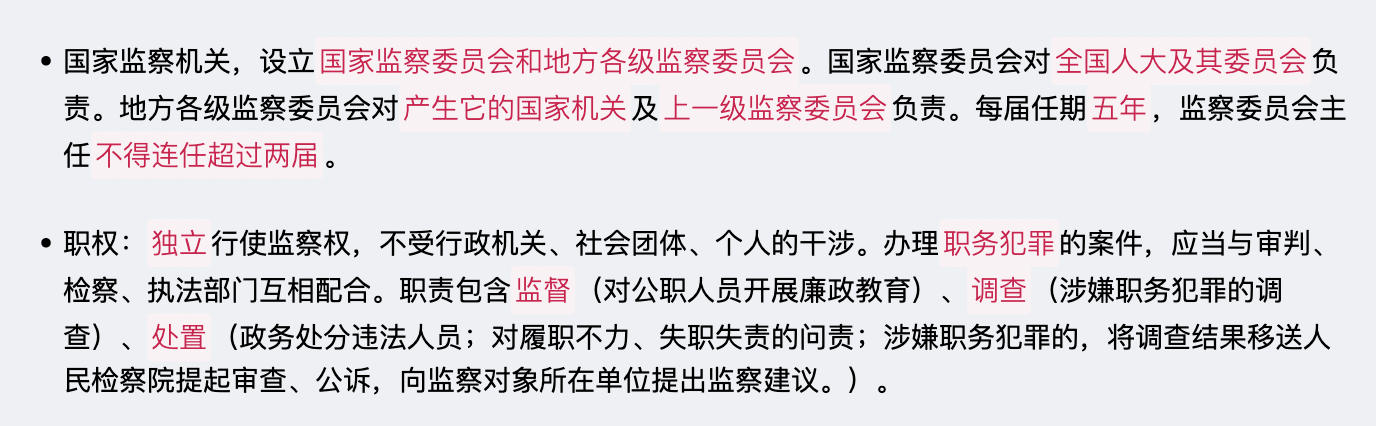 • 国家监察机关，设立国家监察委员会和地方各级监察委员会。国家监察委员会对全国人大及其委员会负
责。地方各级监察委员会对产生它的国家机关及上一级监察委员会负责。每届任期五年，监察委员会主
任不得连任超过两届。
• 职权：独立行使监察权，不受行政机关、社会团体、个人的干涉。办理职务犯罪的案件，应当与审判、
检察、执法部门互相配合。职责包含监督（对公职人员开展廉政教育）、调查（涉嫌职务犯罪的调
查）、处置（政务处分违法人员；对履职不力、失职失责的问责；涉嫌职务犯罪的，将调查结果移送人
民检察院提起审查、公诉，向监察对象所在单位提出监察建议。）。